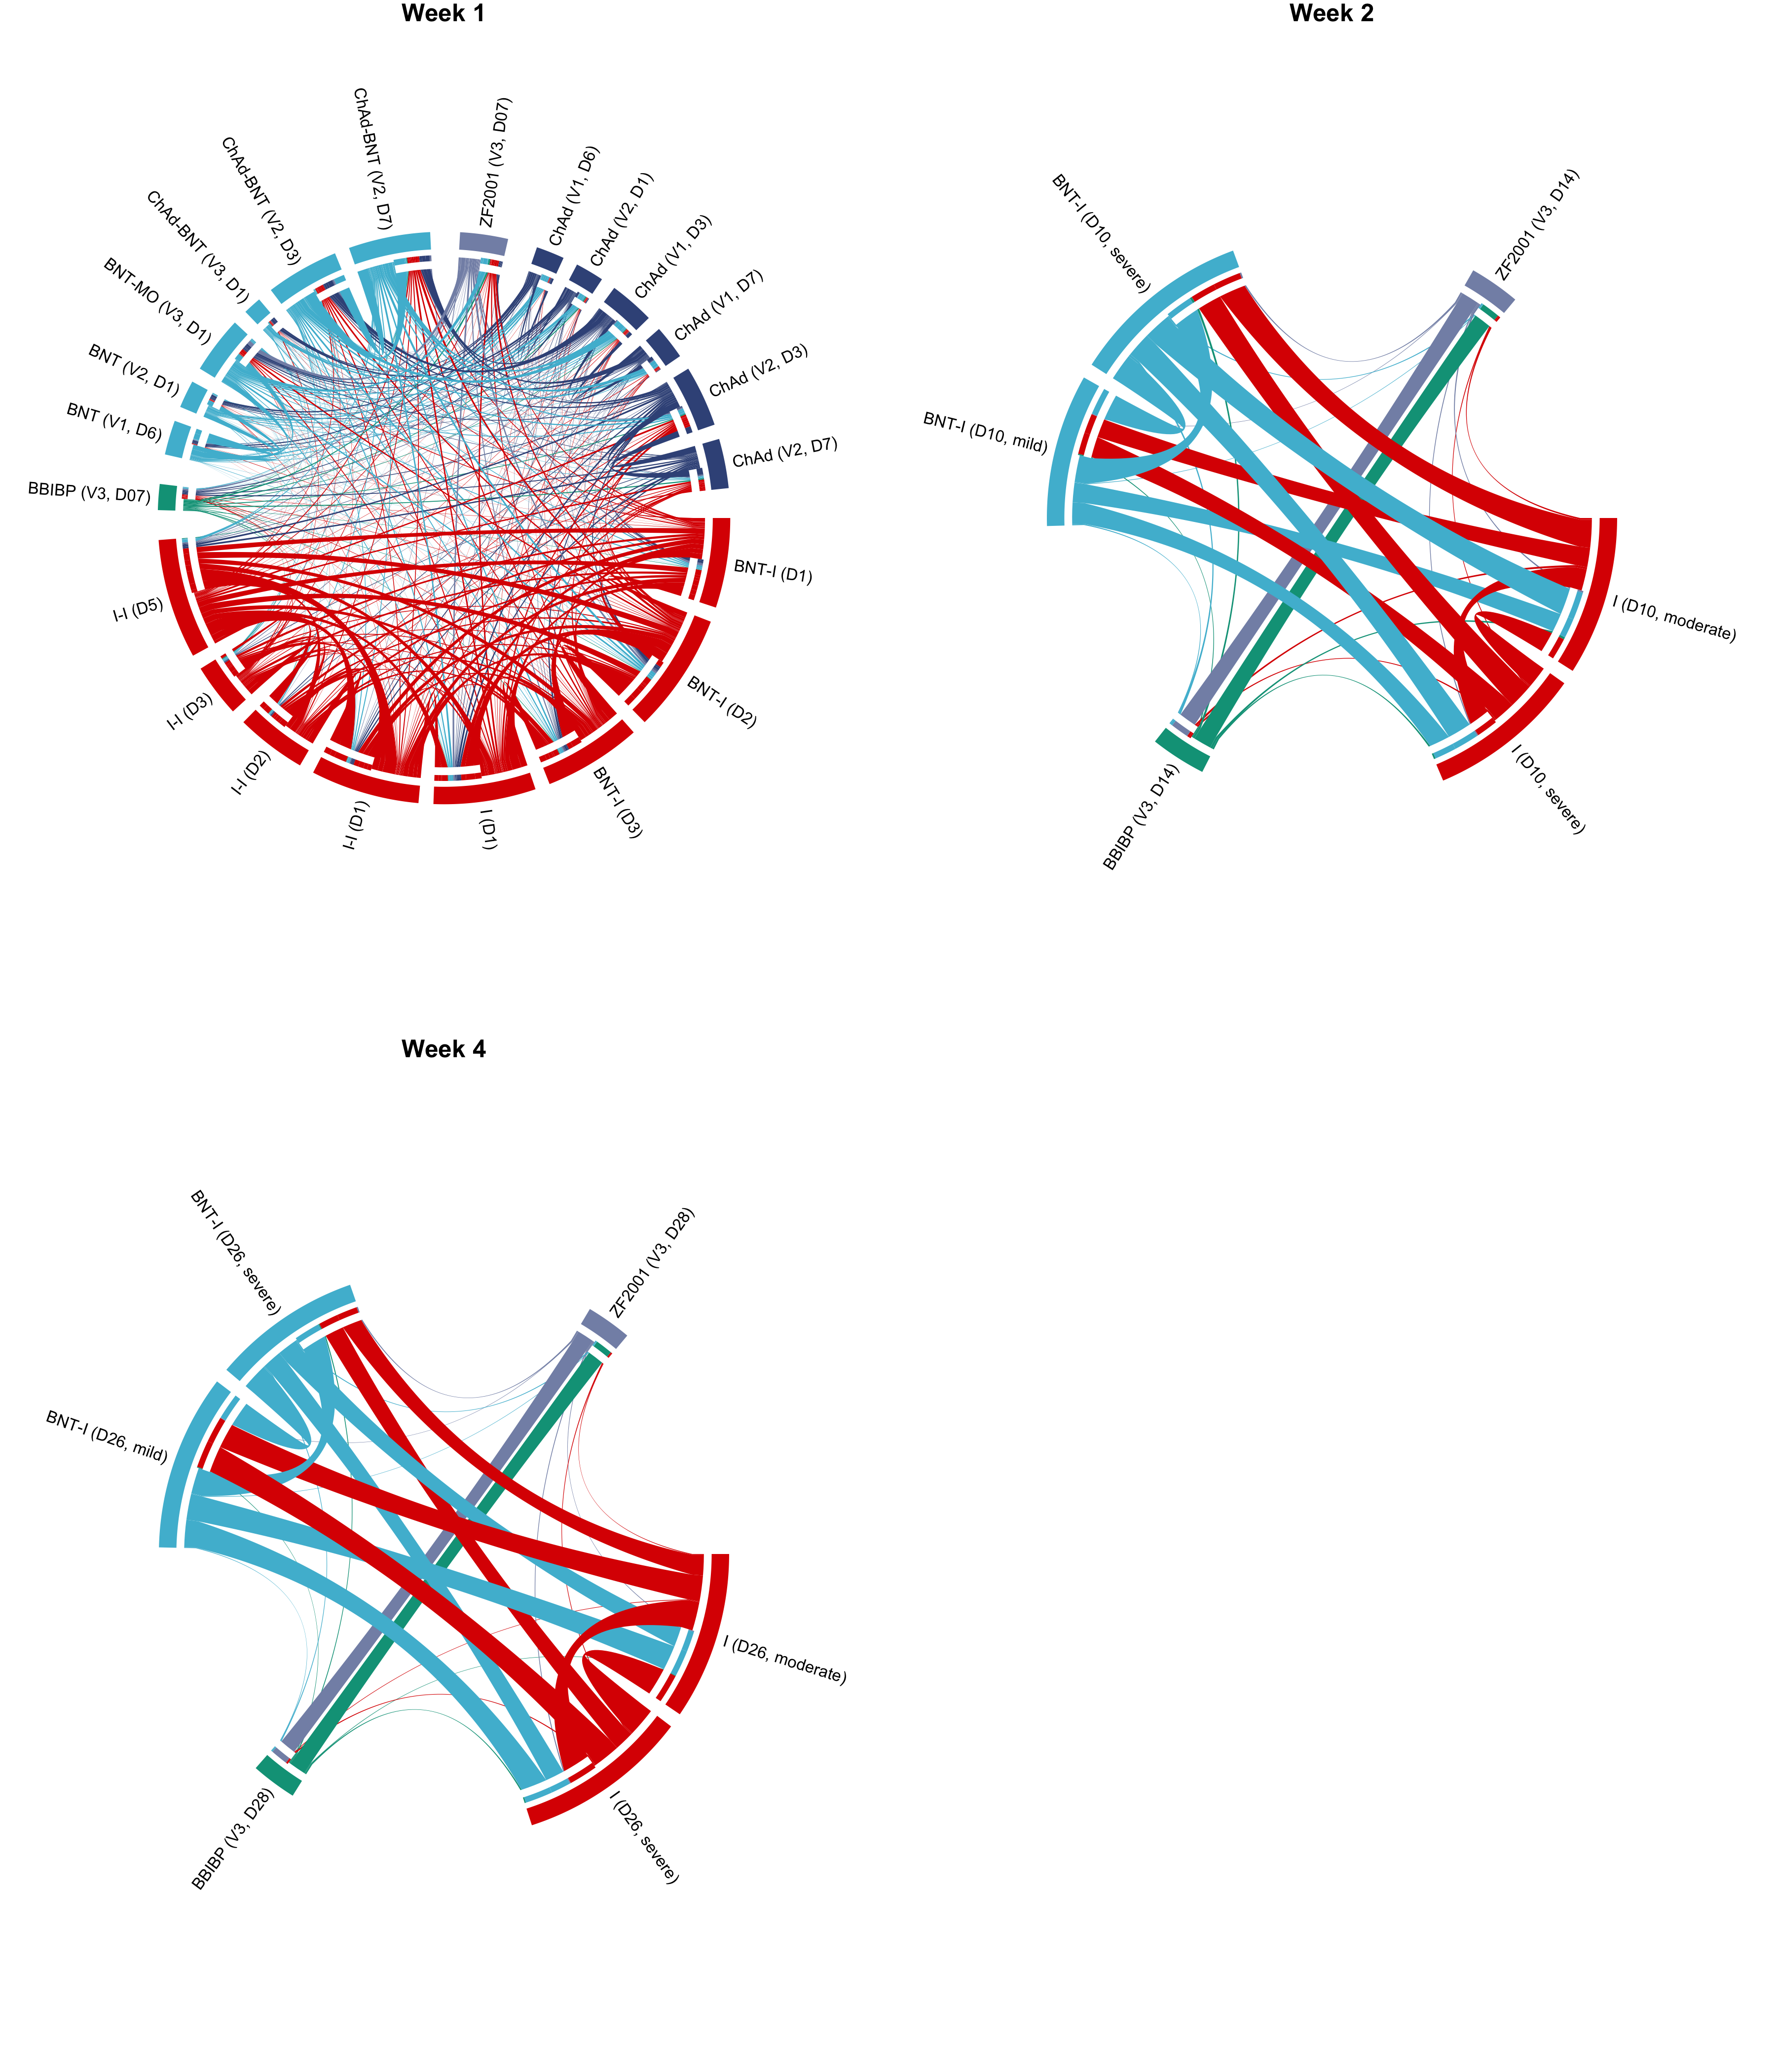 Week 1
ChAd-BNT (V2, D7)
ZF2001 (V3, D07)
ChAd (V1, D6)
ChAd (V2, D1)
ChAd (V1, D3)
ChAd (V1, D7)
ChAd (V2, D3)
ChAd (V2, D7)
BNT-I (D1)
BNT-I (D2)
BNT-I (D3)
I (D1)
I-I (D1)
I-I (D2)
I-I (D3)
I-I (D5)
BBIBP (V3, D07)
BNT (V1, D6)
BNT (V2, D1)
BNT-MO (V3, D1)
ChAd-BNT (V3, D1)
ChAd-BNT (V2, D3)
Week 2
BNT-I (D10, severe)
ZF2001 (V3, D14)
BNT-I (D10, mild)
I (D10, moderate)
I (D10, severe)
BBIBP (V3, D14)
Week 4
BNT-I (D26, severe)
ZF2001 (V3, D28)
BNT-I (D26, mild)
I (D26, moderate)
I (D26, severe)
BBIBP (V3, D28)